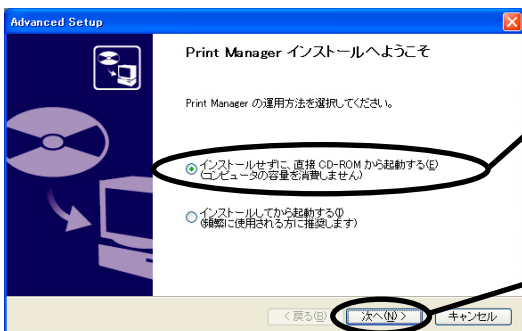 Advanced Setup
Print Manager インストールへようこそ
Print Manager の運用方法を選択してください。
インストールせずに、直接 CD-ROM から起動する(E)
(コンピュータの容量を消費しません)
インストールしてから起動する(I)
(頻繁に使用される方に推奨します)
< 戻る(B) 次へ(N) > キャンセル